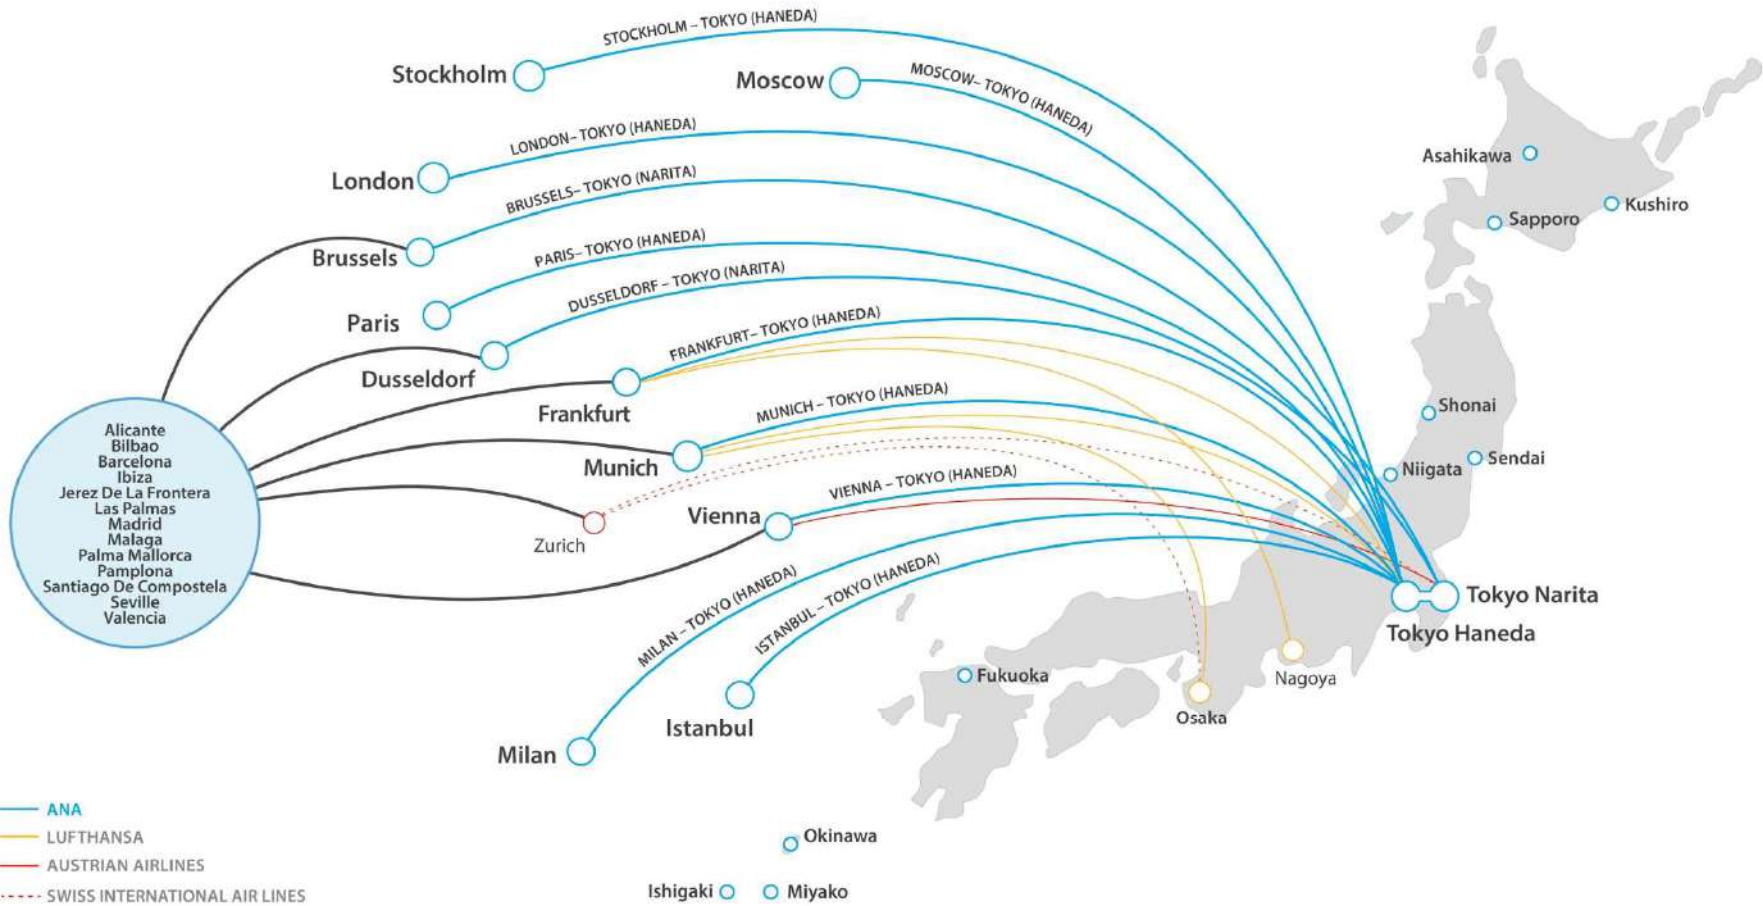 STOCKHOLM – TOKYO (HANEDA)
Stockholm
Moscow
MOSCOW– TOKYO (HANEDA)
LONDON– TOKYO (HANEDA)
London
BRUSSELS– TOKYO (NARITA)
Brussels
PARIS– TOKYO (HANEDA)
Paris
DUSSELDORF – TOKYO (NARITA)
Dusseldorf
FRANKFURT– TOKYO (HANEDA)
Frankfurt
MUNICH – TOKYO (HANEDA)
Munich
Zurich
VIENNA – TOKYO (HANEDA)
Vienna
MILAN – TOKYO (HANEDA)
Milan
ISTANBUL – TOKYO (HANEDA)
Istanbul
Alicante
Bilbao
Barcelona
Ibiza
Jerez De La Frontera
Las Palmas
Madrid
Malaga
Palma Mallorca
Pamplona
Santiago De Compostela
Seville
Valencia
Asahikawa
Kushiro
Sapporo
Shonai
Sendai
Niigata
Tokyo Narita
Tokyo Haneda
Nagoya
Osaka
Fukuoka
Okinawa
Ishigaki
Miyako
ANA
LUFTHANSA
AUSTRIAN AIRLINES
SWISS INTERNATIONAL AIR LINES